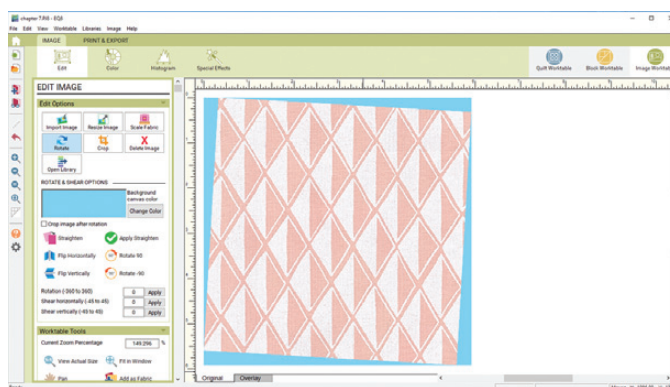 chapter 7.PJ8 - EQ8
File Edit View Worktable Libraries Image Help
IMAGE PRINT & EXPORT
Edit Color Histogram Special Effects Quilt Worktable Block Worktable Image Worktab
EDIT IMAGE
Edit Options
Import Image Resize Image Scale Fabric
Rotate Crop Delete Image
Open Library
ROTATE & SHEAR OPTIONS
Background
canvas color
Change Color
Crop image after rotation
Straighten Apply Straighten
Flip Horizontally Rotate 90
Flip Vertically Rotate -90
Rotation (-360 to 360) 0 Apply
Shear horizontally (-45 to 45) 0 Apply
Shear vertically (-45 to 45) 0 Apply
Worktable Tools
Current Zoom Percentage 149.296 %
View Actual Size Fit in Window
Pan Add as Fabric
Original Overlay